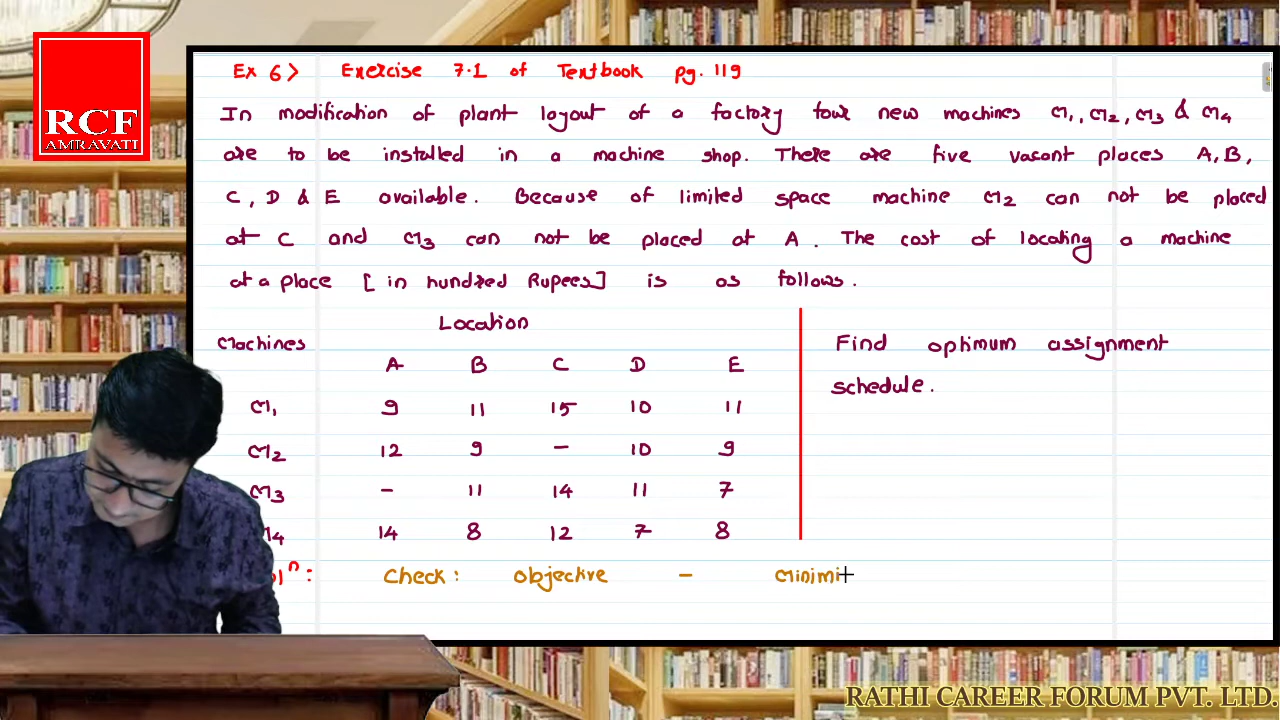 RCF
AMRAVATI
Ex 6> Exercise 7.1 of Textbook pg. 119
In modification of plant layout of a factory four new machines M1, M2, M3 & M4
are to be installed in a machine shop. There are five vacant places A, B,
C, D & E available. Because of limited space machine M2 can not be placed
at C and M3 can not be placed at A. The cost of locating a machine
at a place [in hundred Rupees] is as follows.
Location
Machines
A B C D E
M1 9 11 15 10 11
M2 12 9 - 10 9
M3 - 11 14 11 7
4 14 8 12 7 8
Find optimum assignment
schedule.
ln: Check: Objective - Minimi
RATHI CAREER FORUM PVT. LTD.